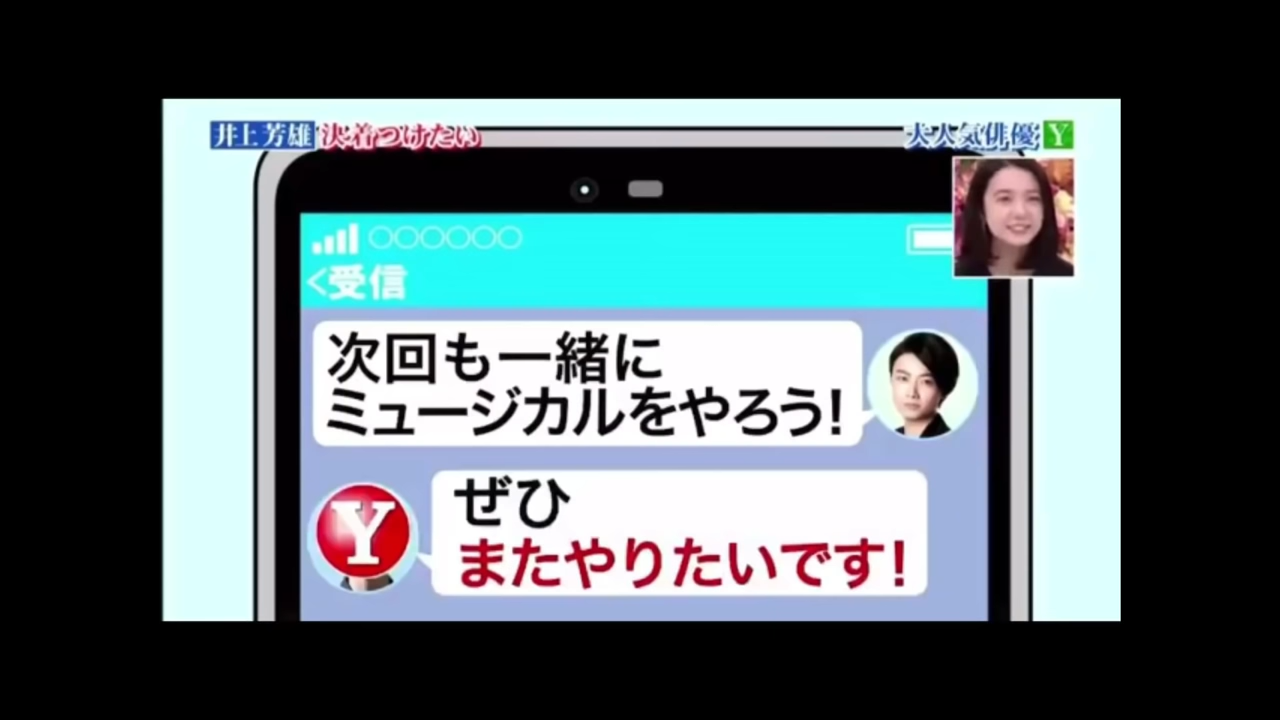 井上芳雄 決着つけたい
大人気俳優 Y
○○○○○○
<受信
次回も一緒に
ミュージカルをやろう!
Y
ぜひ
またやりたいです!